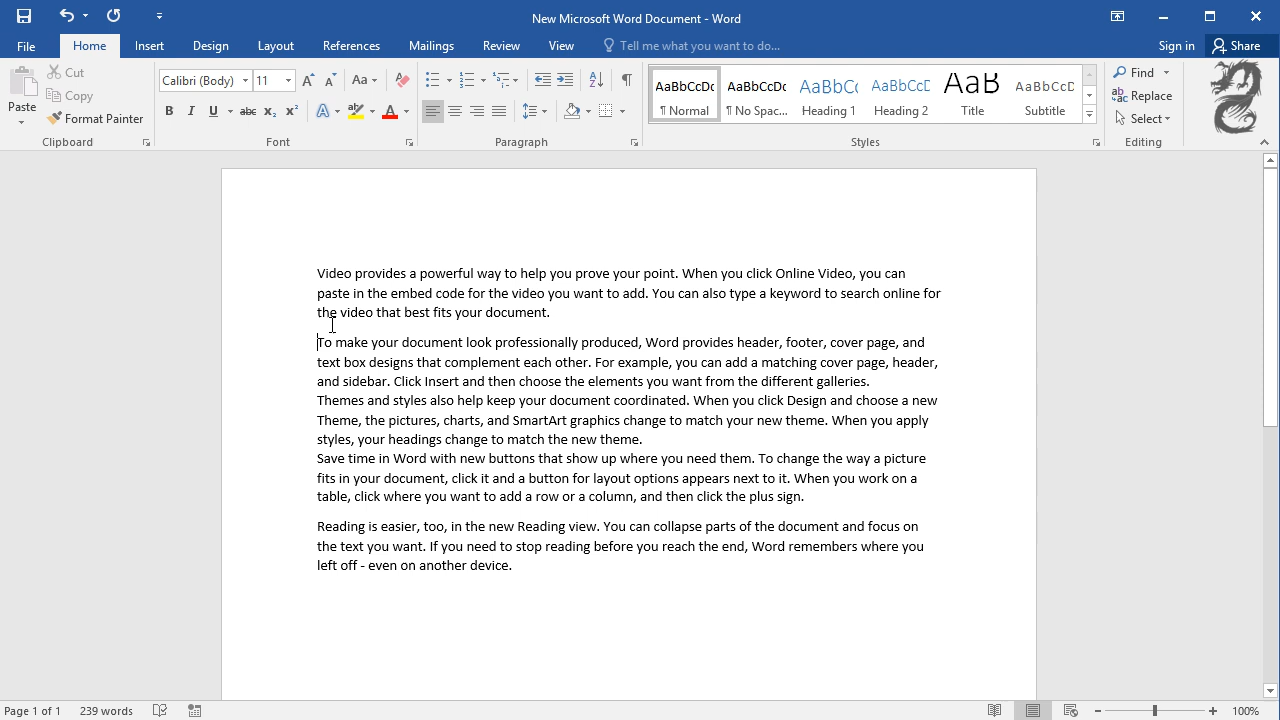 New Microsoft Word Document - Word
File Home Insert Design Layout References Mailings Review View Tell me what you want to do... Sign in Share
Paste
Cut
Copy
Format Painter
Clipboard
Calibri (Body) 11
Aa
B I U abc x₂ x² A A
Font
Paragraph
AaBbCcDc AaBbCcDc AaBbCc AaBbCcD AaB AaBbCcD
¶ Normal ¶ No Spac... Heading 1 Heading 2 Title Subtitle
Styles
Find
Replace
Select
Editing
Video provides a powerful way to help you prove your point. When you click Online Video, you can
paste in the embed code for the video you want to add. You can also type a keyword to search online for
the video that best fits your document.
To make your document look professionally produced, Word provides header, footer, cover page, and
text box designs that complement each other. For example, you can add a matching cover page, header,
and sidebar. Click Insert and then choose the elements you want from the different galleries.
Themes and styles also help keep your document coordinated. When you click Design and choose a new
Theme, the pictures, charts, and SmartArt graphics change to match your new theme. When you apply
styles, your headings change to match the new theme.
Save time in Word with new buttons that show up where you need them. To change the way a picture
fits in your document, click it and a button for layout options appears next to it. When you work on a
table, click where you want to add a row or a column, and then click the plus sign.
Reading is easier, too, in the new Reading view. You can collapse parts of the document and focus on
the text you want. If you need to stop reading before you reach the end, Word remembers where you
left off - even on another device.
Page 1 of 1 239 words 100%